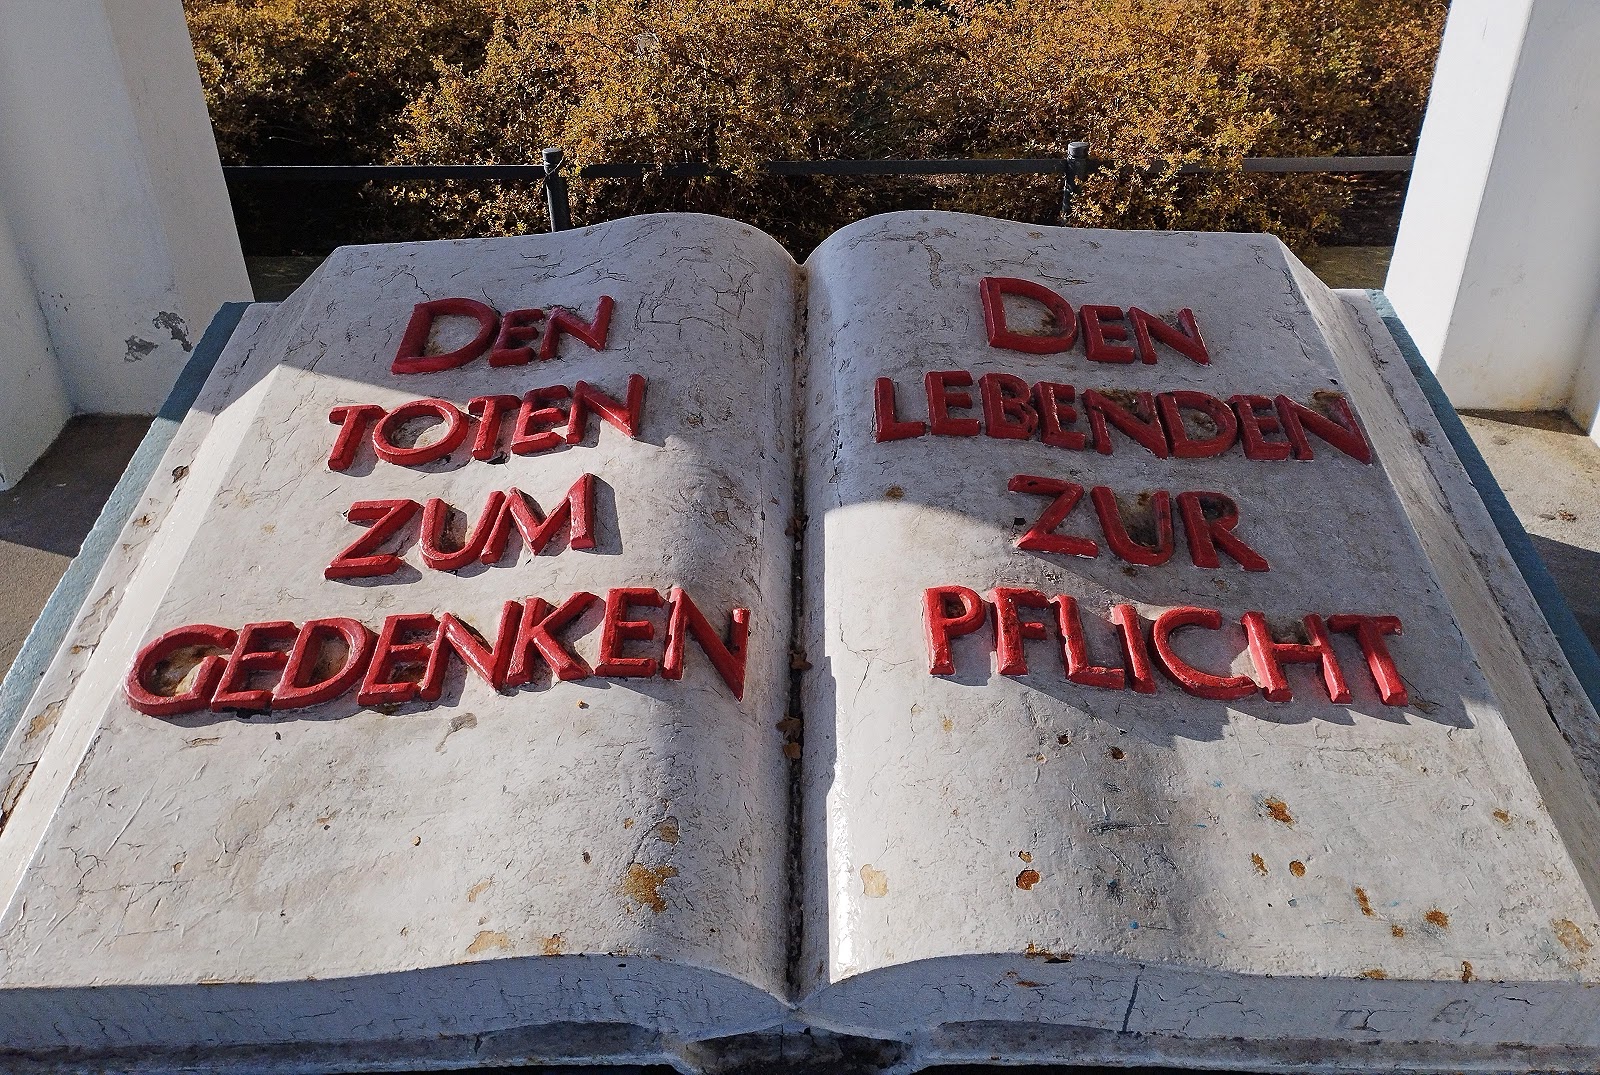 DEN
TOTEN
ZUM
GEDENKEN
DEN
LEBENDEN
ZUR
PFLICHT